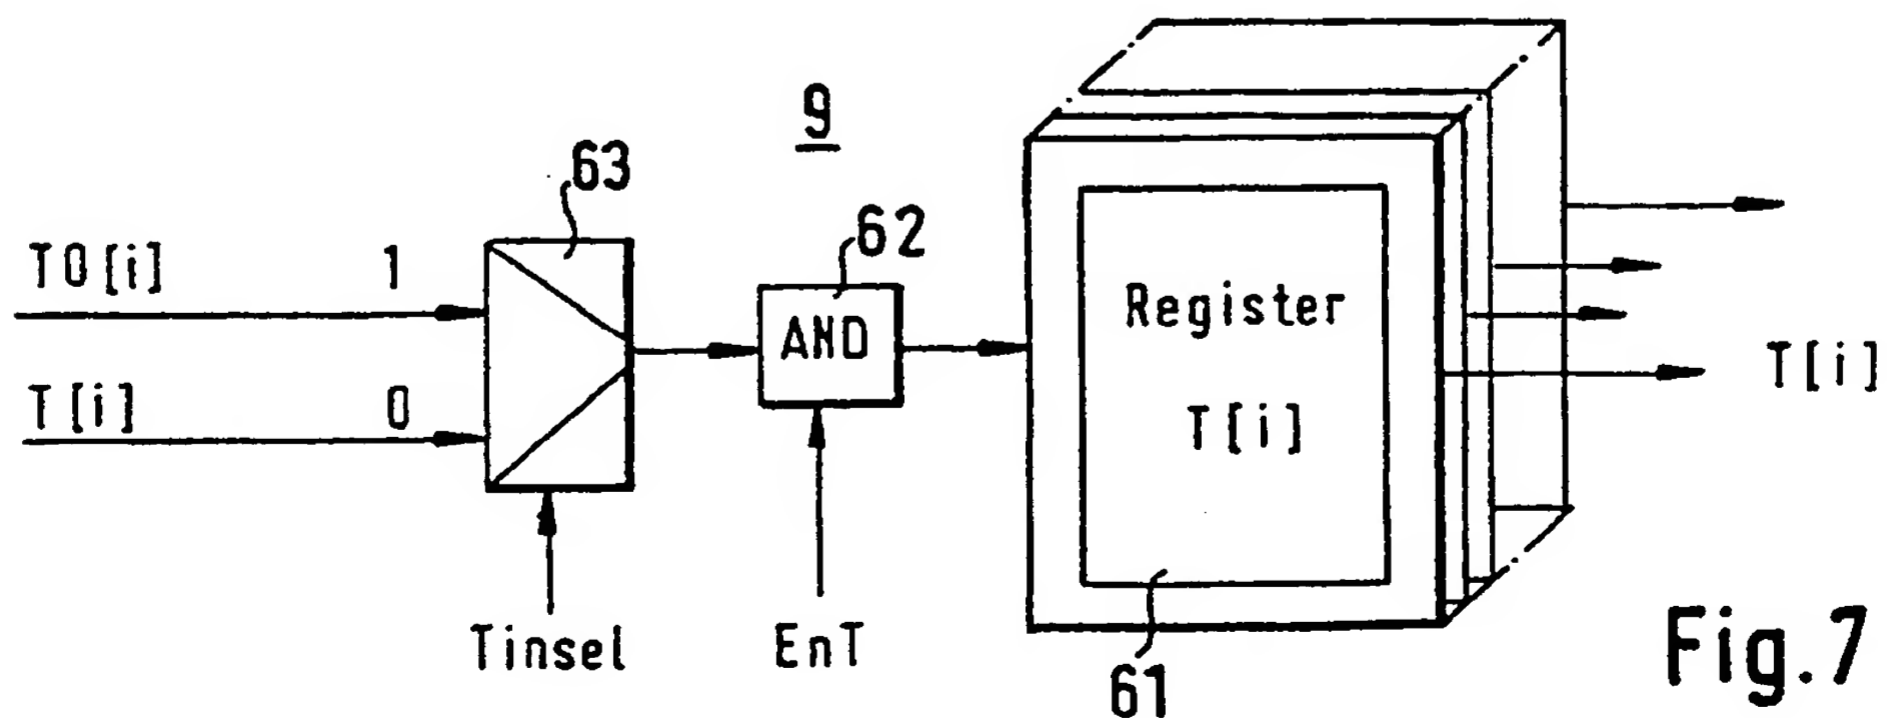 9
63
62
T0[i] 1
AND
Register
T[i]
T[i] 0
T[i]
Tinsel
EnT
61
Fig.7